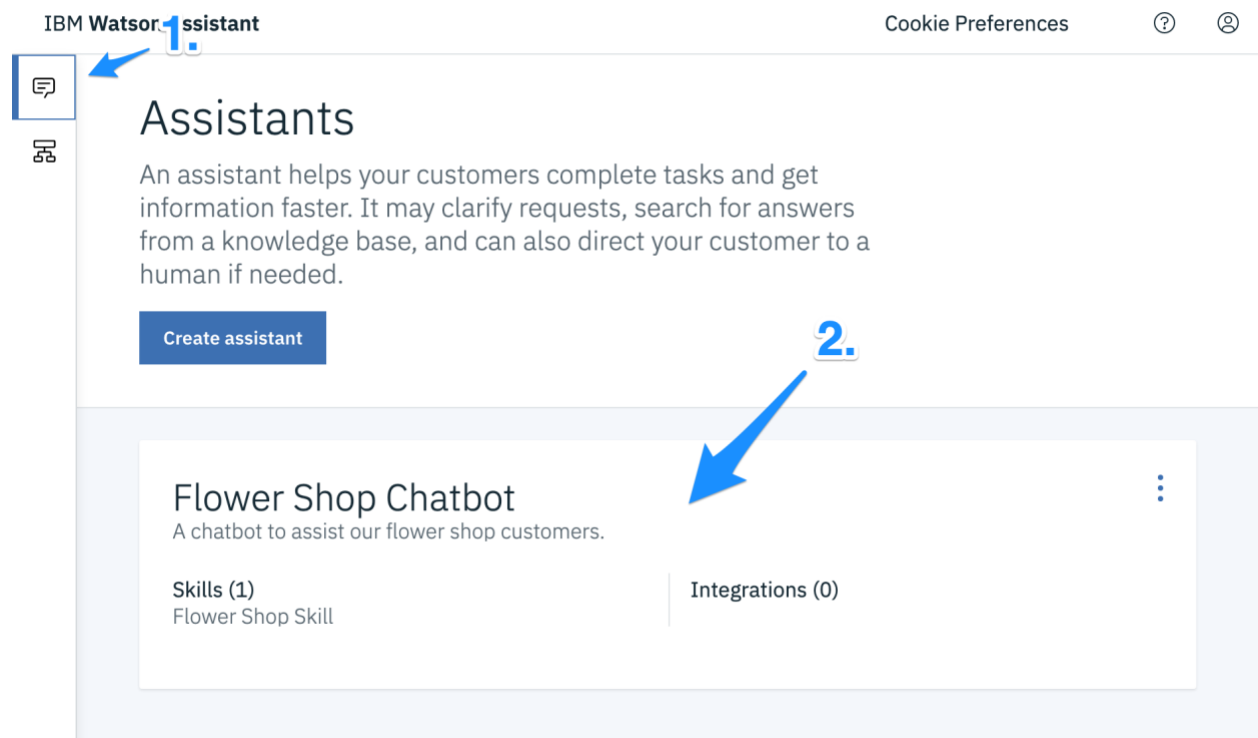 IBM Watson Assistant
1.
Cookie Preferences
Assistants
An assistant helps your customers complete tasks and get
information faster. It may clarify requests, search for answers
from a knowledge base, and can also direct your customer to a
human if needed.
Create assistant
2.
Flower Shop Chatbot
A chatbot to assist our flower shop customers.
Skills (1)
Flower Shop Skill
Integrations (0)